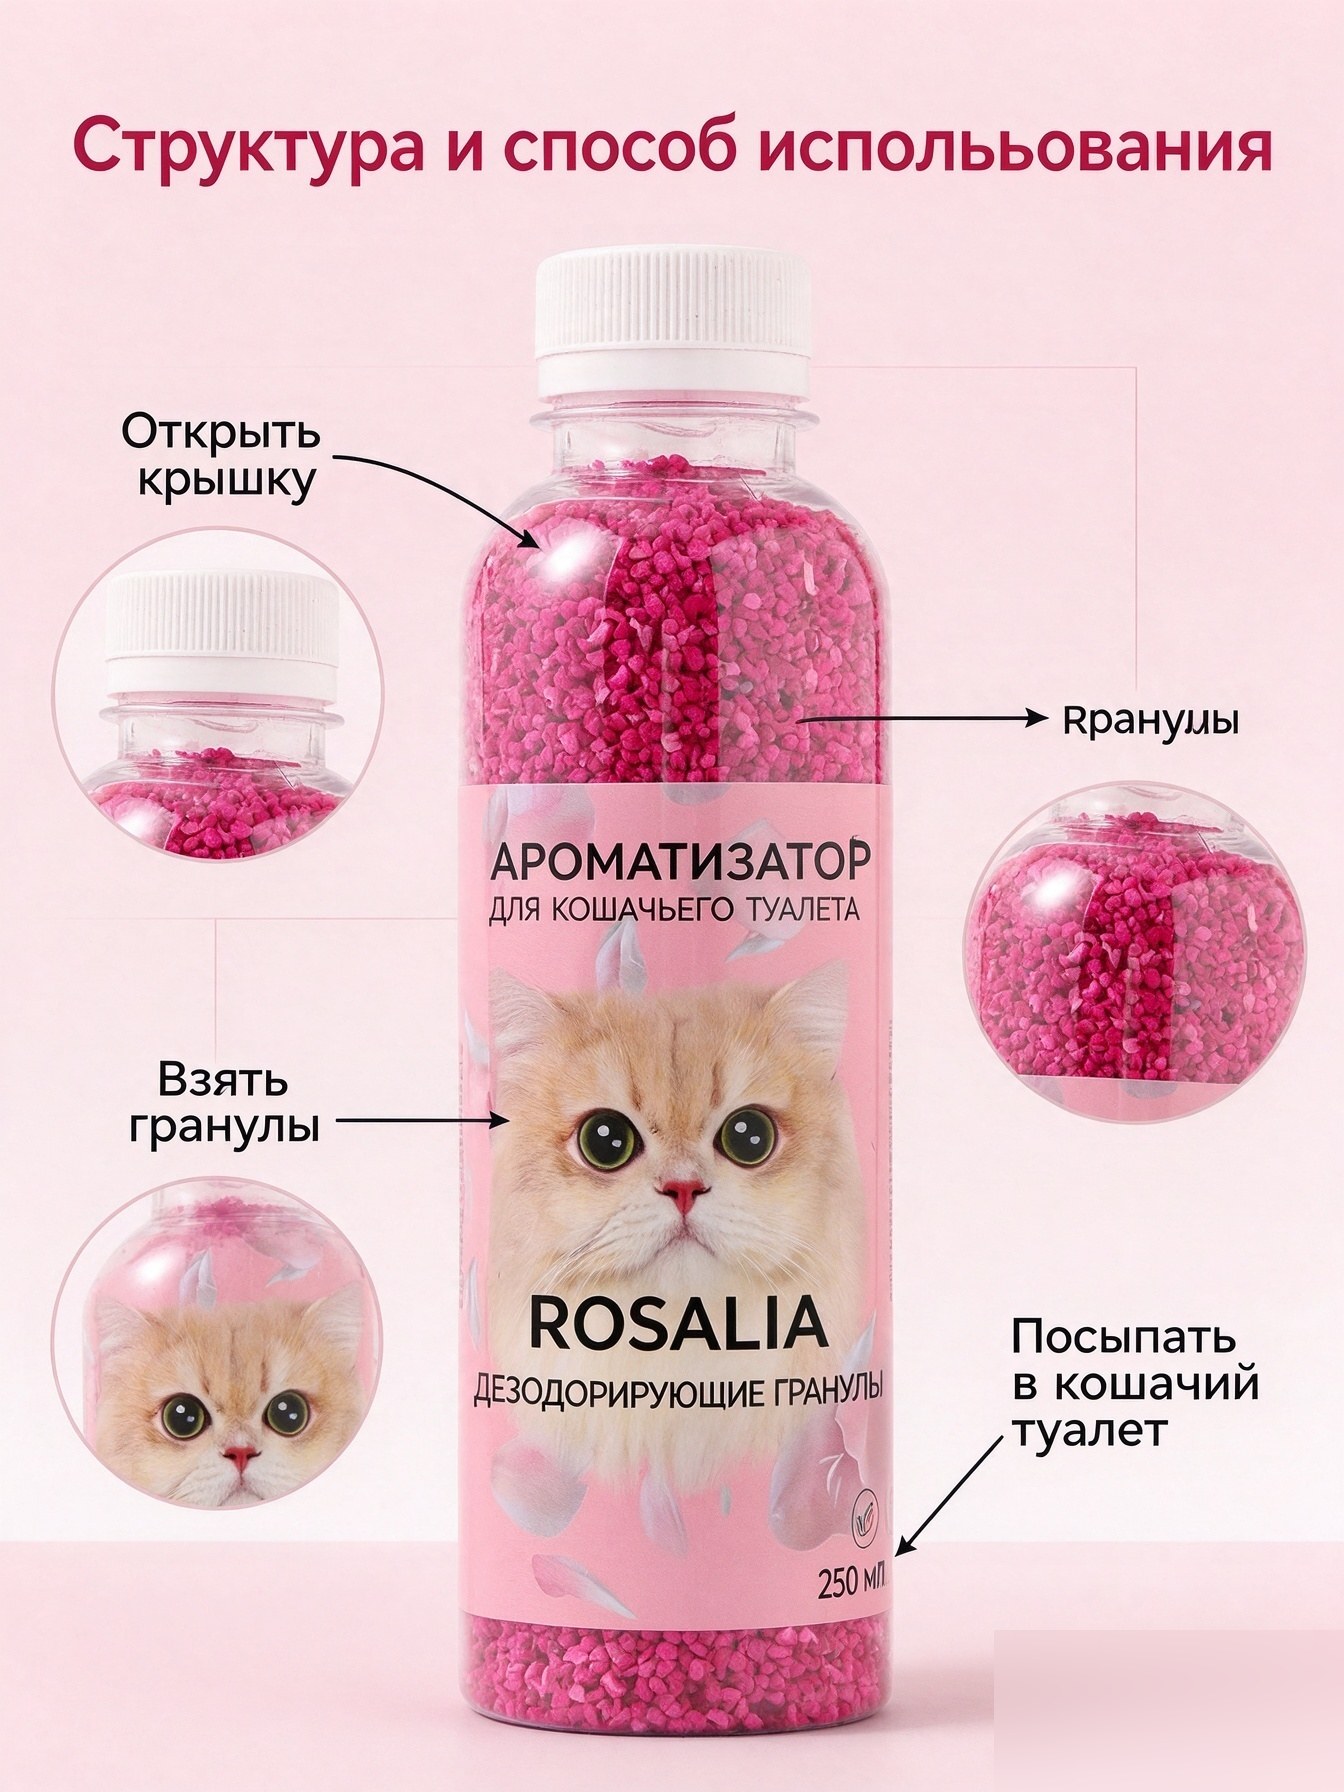 Структура и способ исполььования
Открыть
крышку
Rранулы
АРОМАТИЗАТОР
ДЛЯ КОШАЧЬЕГО ТУАЛЕТА
Взять
гранулы
ROSALIA
ДЕЗОДОРИРУЮЩИЕ ГРАНУЛЫ
Посыпать
в кошачий
туалет
250 мл